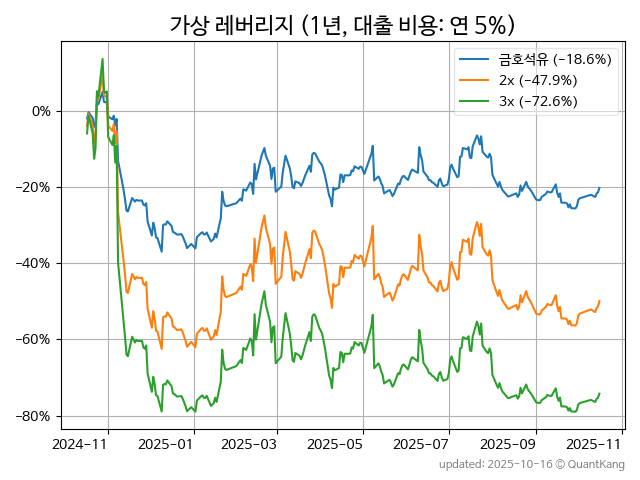 가상 레버리지 (1년, 대출 비용: 연 5%)
금호석유 (−18.6%)
2x (−47.9%)
3x (−72.6%)
0%
−20%
−40%
−60%
−80%
2024-11 2025-01 2025-03 2025-05 2025-07 2025-09 2025-11
updated: 2025-10-16 © QuantKang